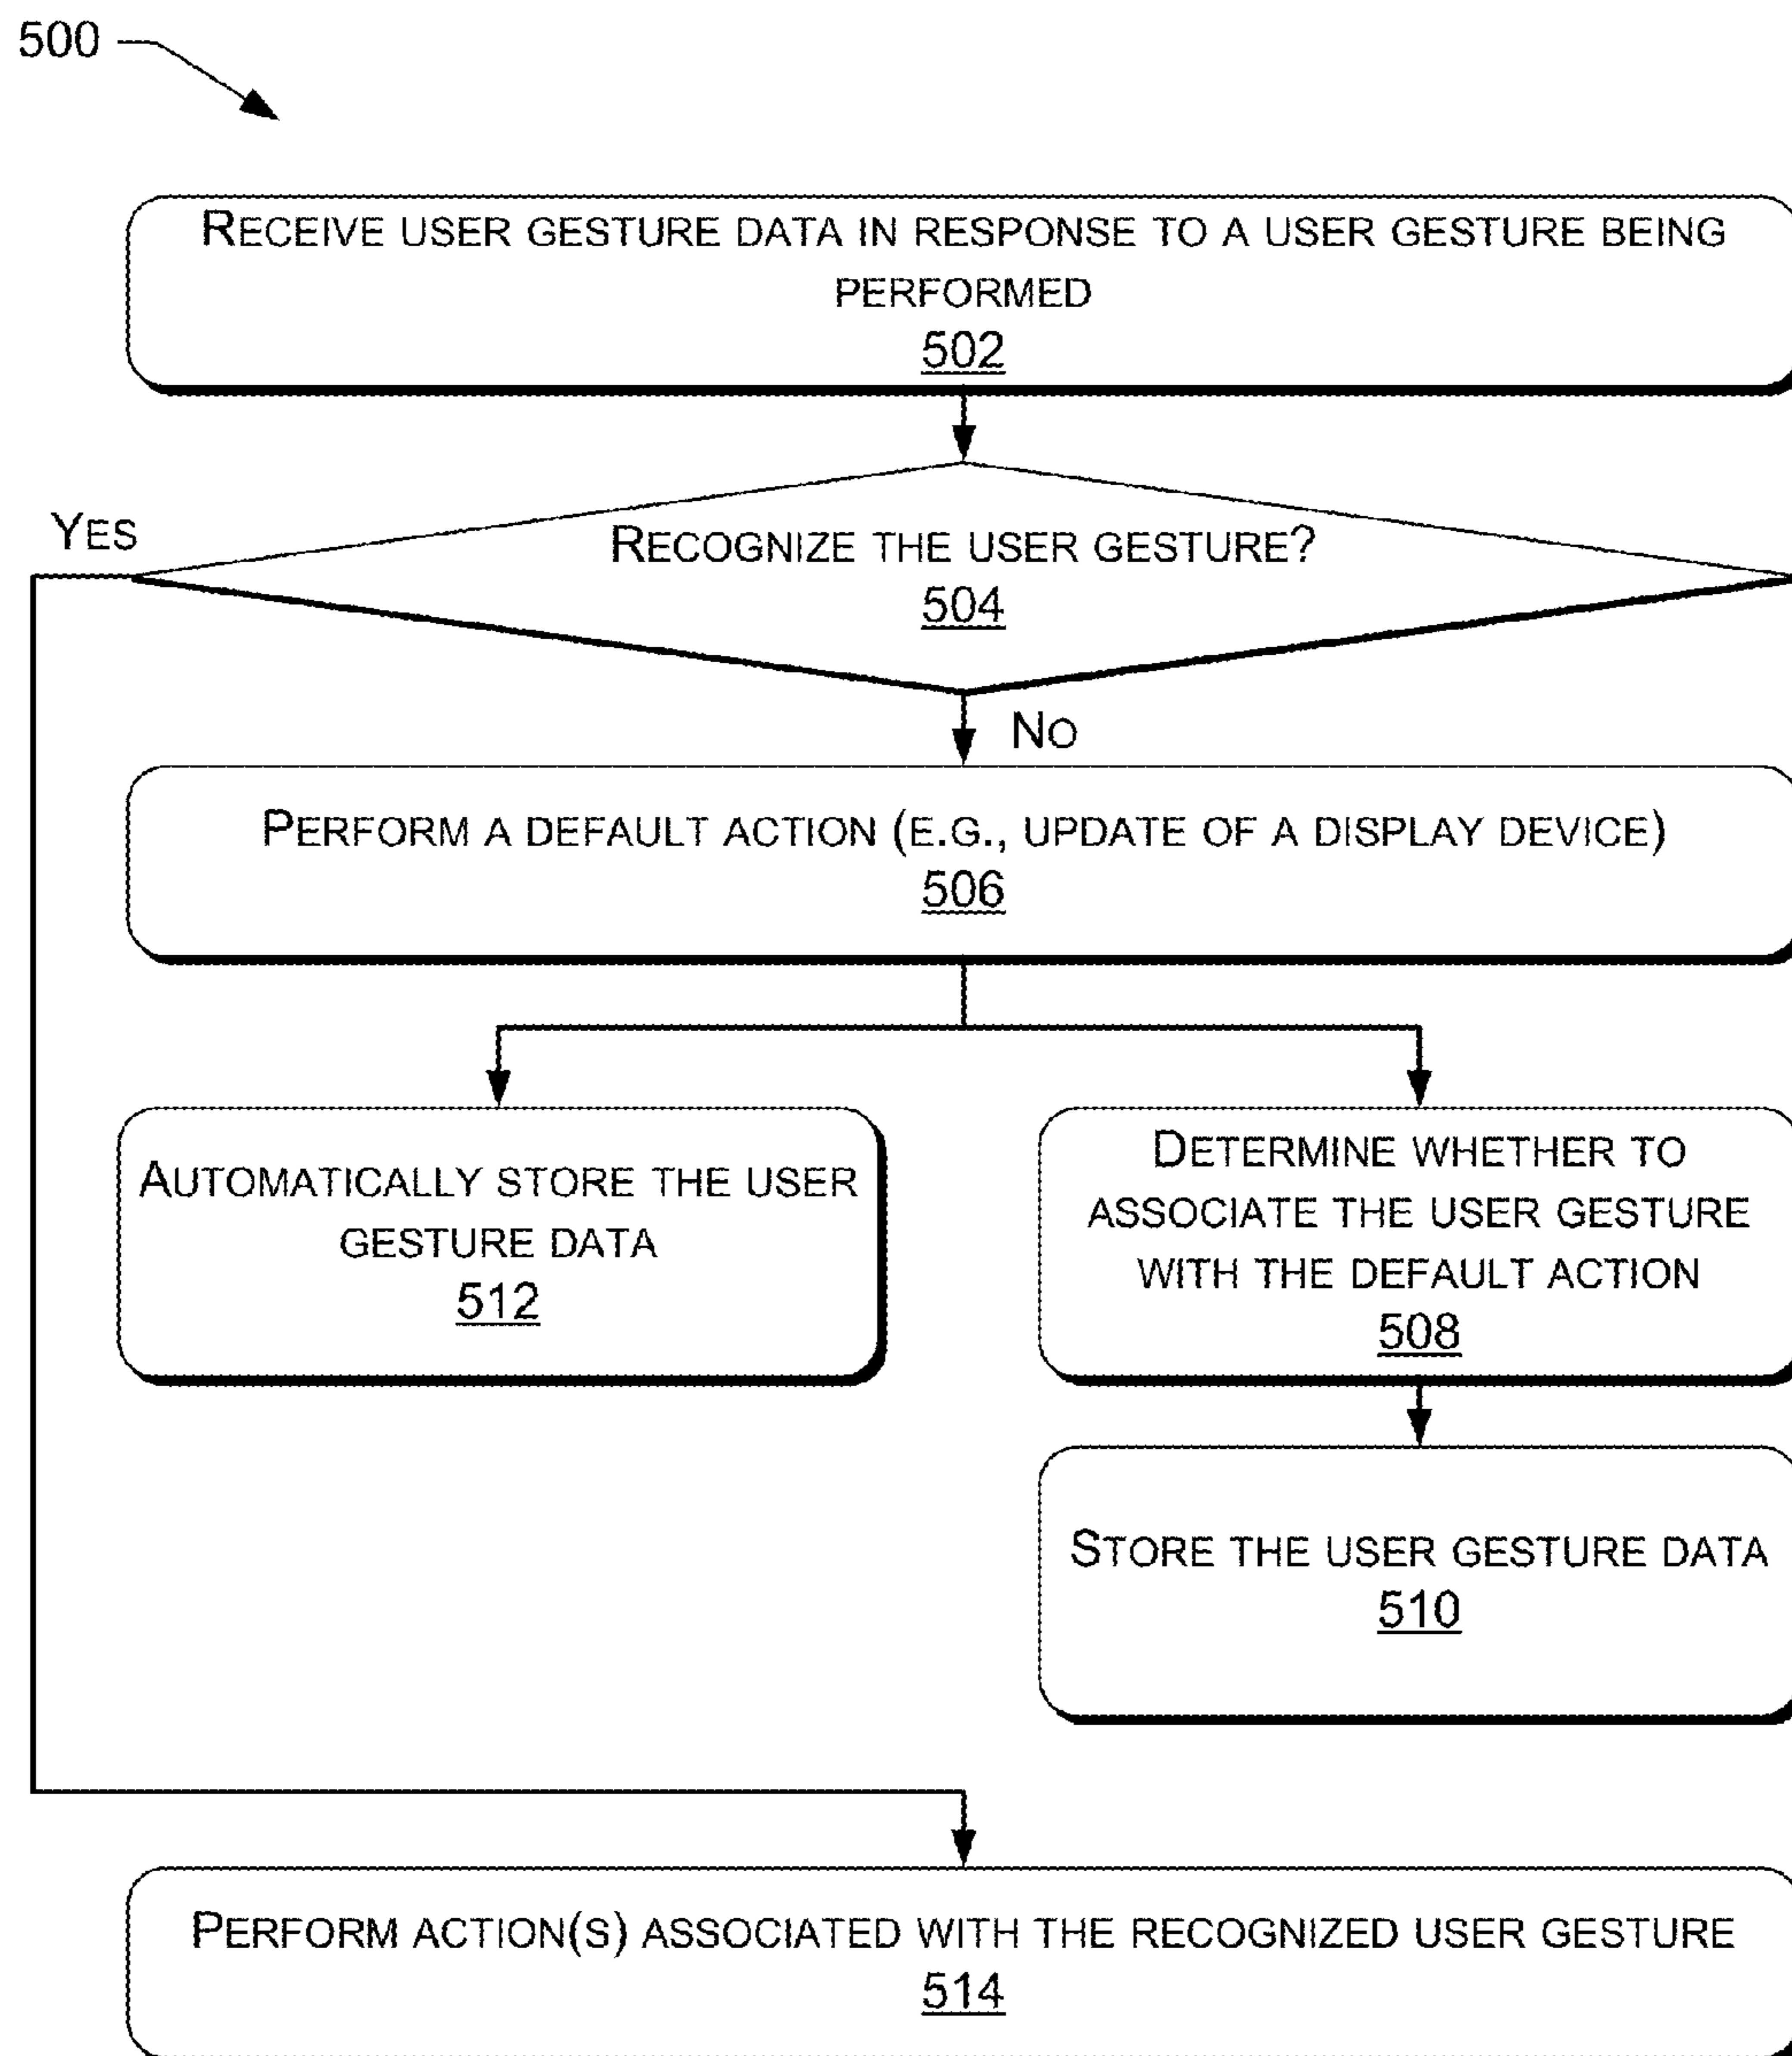 500
RECEIVE USER GESTURE DATA IN RESPONSE TO A USER GESTURE BEING
PERFORMED
502
YES
RECOGNIZE THE USER GESTURE?
504
NO
PERFORM A DEFAULT ACTION (E.G., UPDATE OF A DISPLAY DEVICE)
506
AUTOMATICALLY STORE THE USER
GESTURE DATA
512
DETERMINE WHETHER TO
ASSOCIATE THE USER GESTURE
WITH THE DEFAULT ACTION
508
STORE THE USER GESTURE DATA
510
PERFORM ACTION(S) ASSOCIATED WITH THE RECOGNIZED USER GESTURE
514